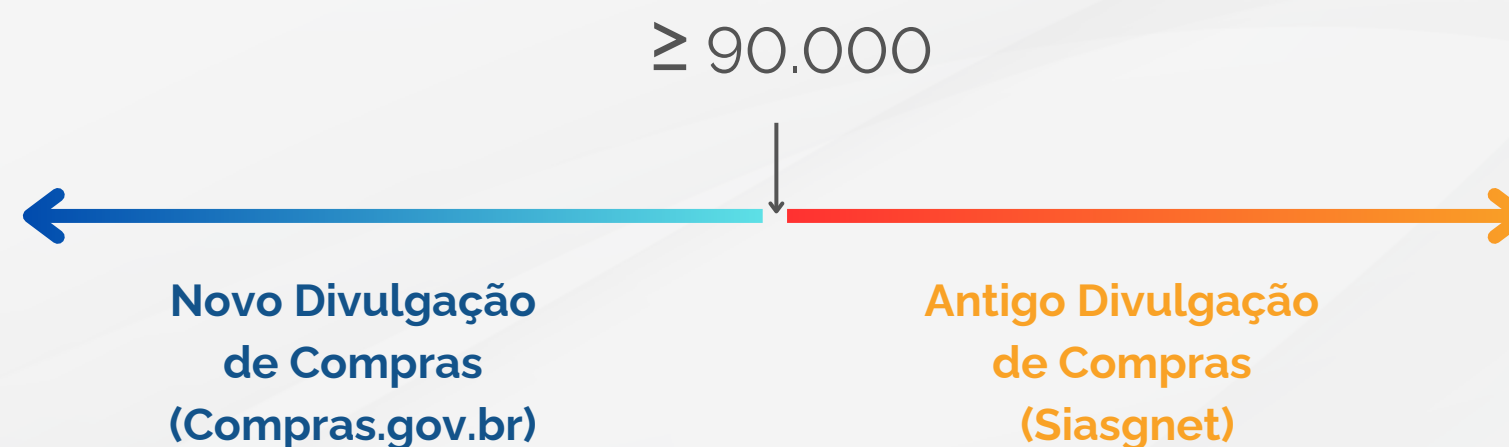 ≥ 90.000
Novo Divulgação
de Compras
(Compras.gov.br)
Antigo Divulgação
de Compras
(Siasgnet)